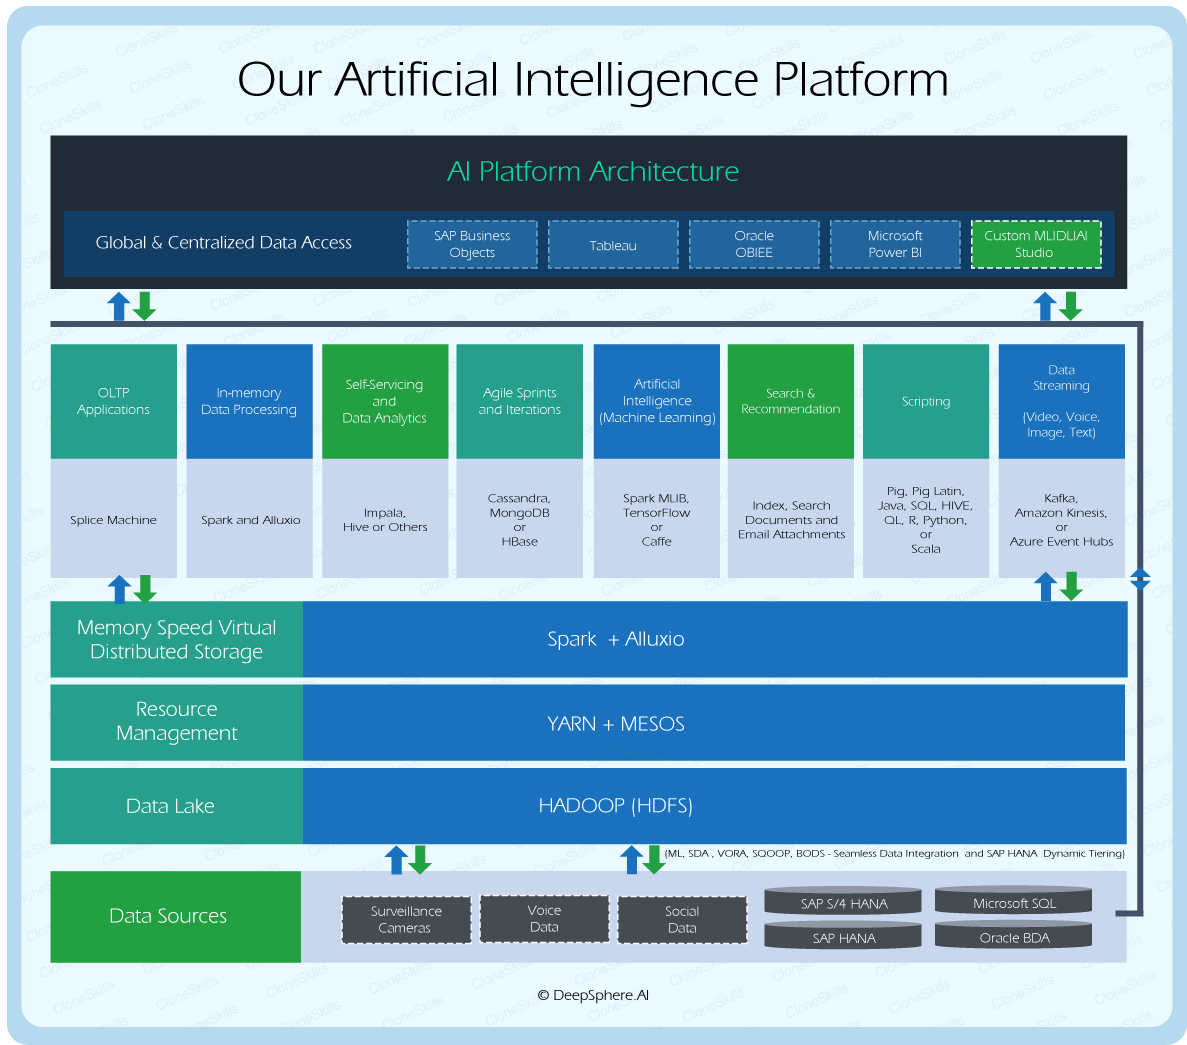 Our Artificial Intelligence Platform
AI Platform Architecture
Global & Centralized Data Access
SAP Business
Objects
Tableau
Oracle
OBIEE
Microsoft
Power BI
Custom MLIDLIAI
Studio
OLTP
Applications
In-memory
Data Processing
Self-Servicing
and
Data Analytics
Agile Sprints
and Iterations
Artificial
Intelligence
(Machine Learning)
Search &
Recommendation
Scripting
Data
Streaming
(Video, Voice,
Image, Text)
Splice Machine
Spark and Alluxio
Impala,
Hive or Others
Cassandra,
MongoDB
or
HBase
Spark MLIB,
TensorFlow
or
Caffe
Index, Search
Documents and
Email Attachments
Pig, Pig Latin,
Java, SQL, HIVE,
QL, R, Python,
or
Scala
Kafka,
Amazon Kinesis,
or
Azure Event Hubs
Memory Speed Virtual
Distributed Storage
Spark + Alluxio
Resource
Management
YARN + MESOS
Data Lake
HADOOP (HDFS)
(ML, SDA , VORA, SQOOP, BODS - Seamless Data Integration and SAP HANA Dynamic Tiering)
Data Sources
Surveillance
Cameras
Voice
Data
Social
Data
SAP S/4 HANA
SAP HANA
Microsoft SQL
Oracle BDA
© DeepSphere.AI
CloneSkills